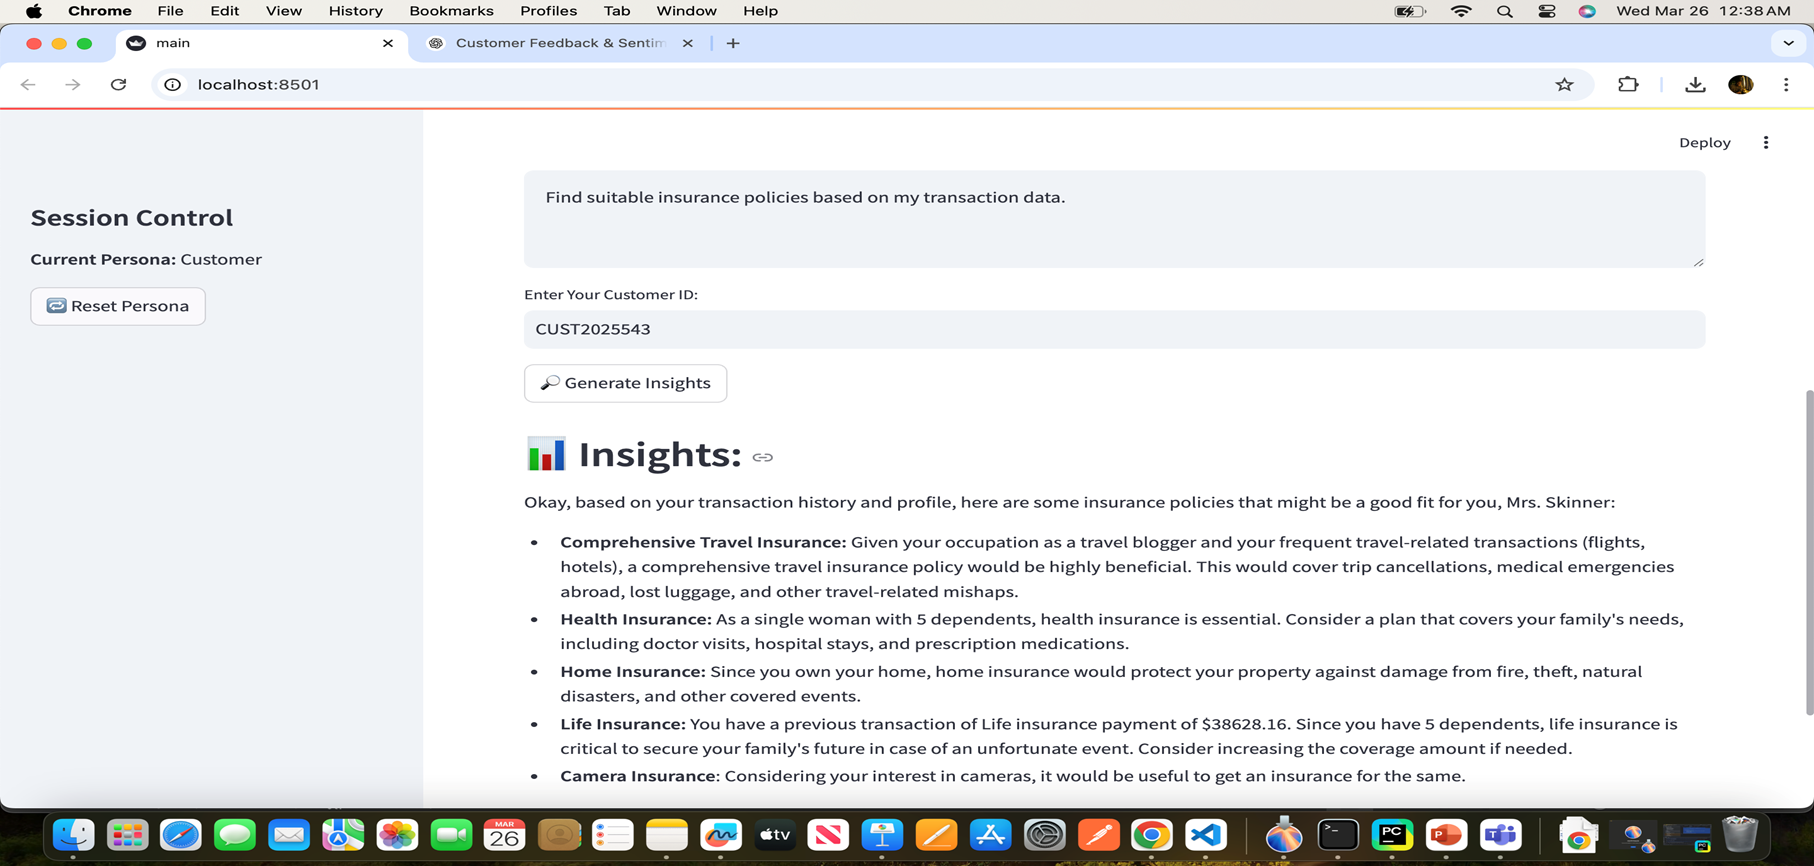 Chrome File Edit View History Bookmarks Profiles Tab Window Help Wed Mar 26 12:38 AM
main Customer Feedback & Sentim
localhost:8501
Deploy
Find suitable insurance policies based on my transaction data.
Session Control
Current Persona: Customer
Reset Persona
Enter Your Customer ID:
CUST2025543
Generate Insights
Insights:
Okay, based on your transaction history and profile, here are some insurance policies that might be a good fit for you, Mrs. Skinner:
• Comprehensive Travel Insurance: Given your occupation as a travel blogger and your frequent travel-related transactions (flights,
hotels), a comprehensive travel insurance policy would be highly beneficial. This would cover trip cancellations, medical emergencies
abroad, lost luggage, and other travel-related mishaps.
• Health Insurance: As a single woman with 5 dependents, health insurance is essential. Consider a plan that covers your family's needs,
including doctor visits, hospital stays, and prescription medications.
• Home Insurance: Since you own your home, home insurance would protect your property against damage from fire, theft, natural
disasters, and other covered events.
• Life Insurance: You have a previous transaction of Life insurance payment of $38628.16. Since you have 5 dependents, life insurance is
critical to secure your family's future in case of an unfortunate event. Consider increasing the coverage amount if needed.
• Camera Insurance: Considering your interest in cameras, it would be useful to get an insurance for the same.
MAR
26
tv
PC
P
T
PC